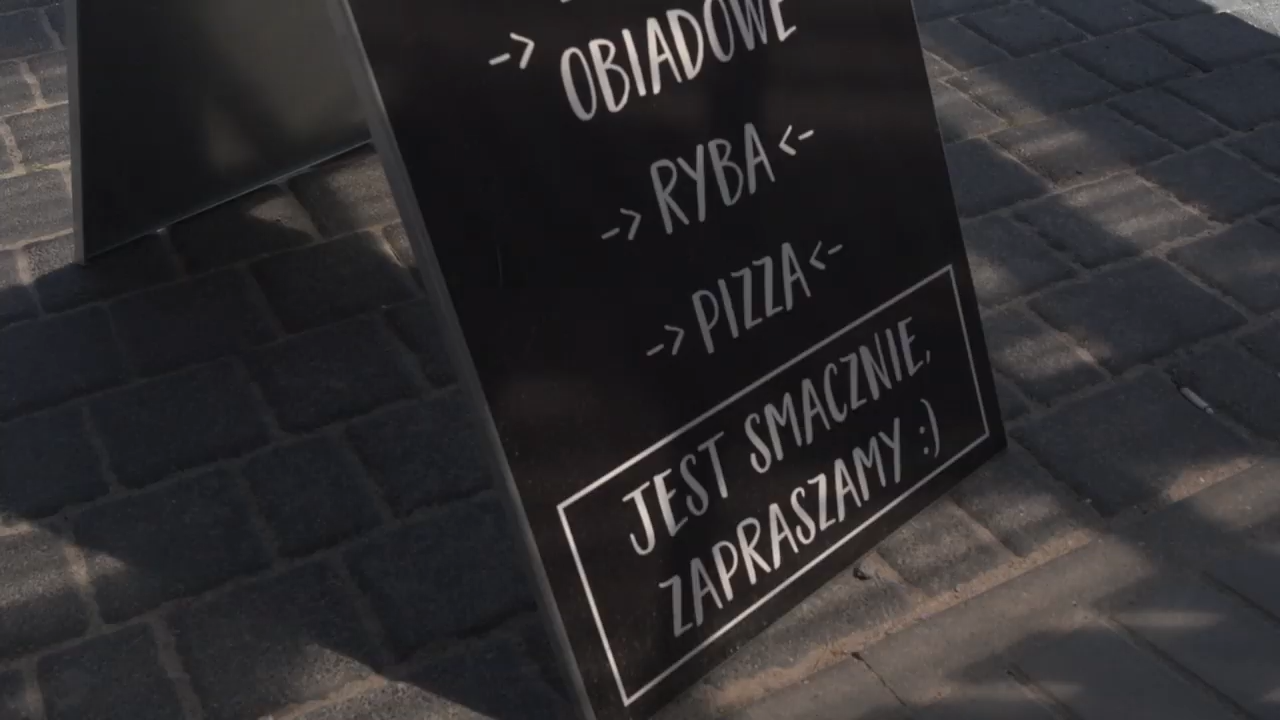 -> OBIADOWE
-> RYBA <-
-> PIZZA <-
JEST SMACZNIE,
ZAPRASZAMY :)